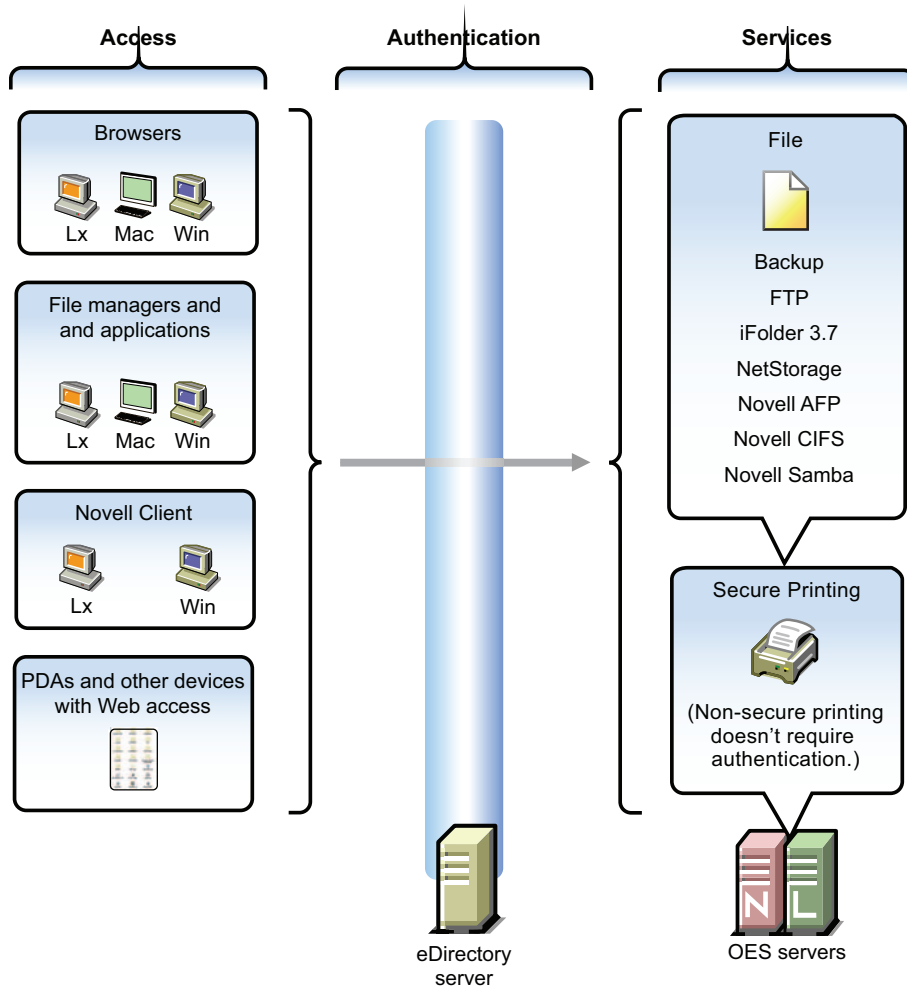 Access
Authentication
Services
Browsers
Lx Mac Win
File managers and
and applications
Lx Mac Win
Novell Client
Lx Win
PDAs and other devices
with Web access
eDirectory
server
File
Backup
FTP
iFolder 3.7
NetStorage
Novell AFP
Novell CIFS
Novell Samba
Secure Printing
(Non-secure printing
doesn't require
authentication.)
N L
OES servers